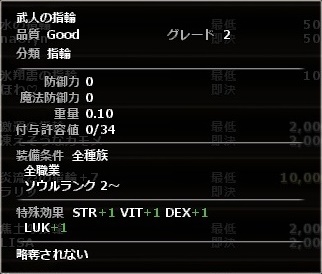 武人の指輪
品質 Good グレード 2
分類 指輪
防御力 0
魔法防御力 0
重量 0.10
付与許容値 0/34
装備条件 全種族
全職業
ソウルランク 2～
特殊効果 STR+1 VIT+1 DEX+1
LUK+1
略奪されない